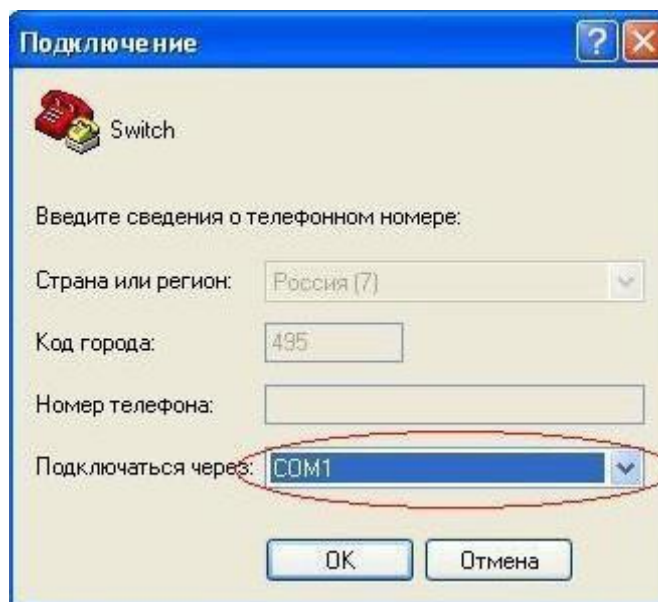 Подключение
Switch
Введите сведения о телефонном номере:
Страна или регион: Россия (7)
Код города: 495
Номер телефона:
Подключаться через: COM1
OK Отмена